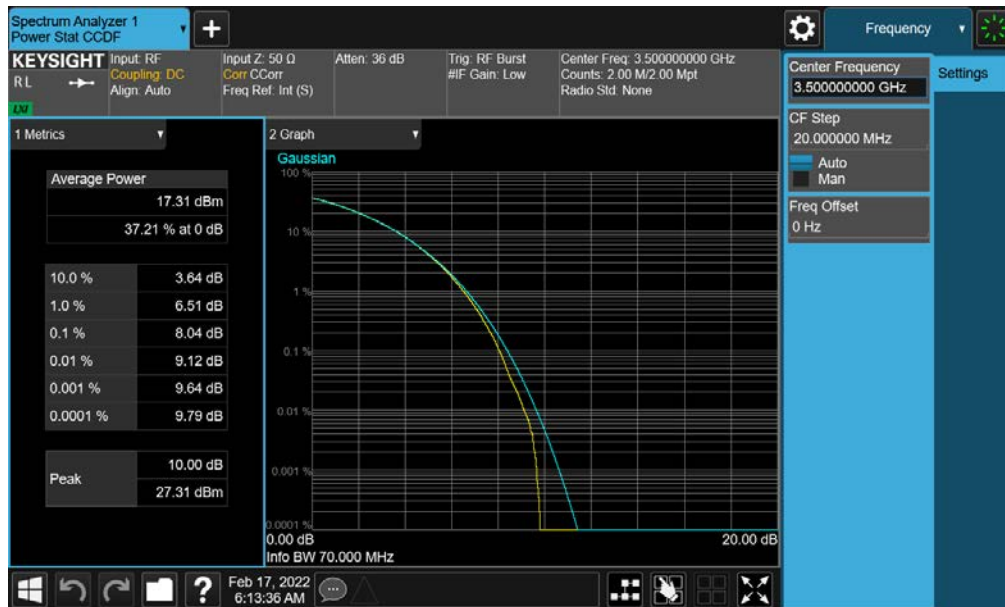 Spectrum Analyzer 1
Power Stat CCDF
Frequency
KEYSIGHT
RL
LXI
Input: RF
Coupling: DC
Align: Auto
Input Z: 50 Ω
Corr CCorr
Freq Ref: Int (S)
Atten: 36 dB
Trig: RF Burst
#IF Gain: Low
Center Freq: 3.500000000 GHz
Counts: 2.00 M/2.00 Mpt
Radio Std: None
Center Frequency
3.500000000 GHz
Settings
CF Step
20.000000 MHz
Auto
Man
Freq Offset
0 Hz
1 Metrics
Average Power
17.31 dBm
37.21 % at 0 dB
10.0 % 3.64 dB
1.0 % 6.51 dB
0.1 % 8.04 dB
0.01 % 9.12 dB
0.001 % 9.64 dB
0.0001 % 9.79 dB
Peak
10.00 dB
27.31 dBm
2 Graph
Gaussian
100 %
10 %
1 %
0.1 %
0.01 %
0.001 %
0.0001 %
0.00 dB 20.00 dB
Info BW 70.000 MHz
?
Feb 17, 2022
6:13:36 AM